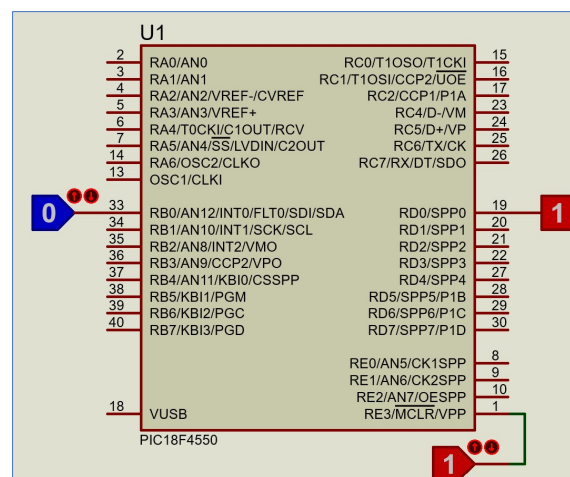 U1
2 RA0/AN0
3 RA1/AN1
4 RA2/AN2/VREF-/CVREF
5 RA3/AN3/VREF+
6 RA4/T0CKI/C1OUT/RCV
7 RA5/AN4/SS/LVDIN/C2OUT
14 RA6/OSC2/CLKO
13 OSC1/CLKI
0
33 RB0/AN12/INT0/FLT0/SDI/SDA
34 RB1/AN10/INT1/SCK/SCL
35 RB2/AN8/INT2/VMO
36 RB3/AN9/CCP2/VPO
37 RB4/AN11/KBI0/CSSPP
38 RB5/KBI1/PGM
39 RB6/KBI2/PGC
40 RB7/KBI3/PGD
18 VUSB
RC0/T1OSO/T1CKI 15
RC1/T1OSI/CCP2/UOE 16
RC2/CCP1/P1A 17
RC4/D-/VM 23
RC5/D+/VP 24
RC6/TX/CK 25
RC7/RX/DT/SDO 26
RD0/SPP0 19
1
RD1/SPP1 20
RD2/SPP2 21
RD3/SPP3 22
RD4/SPP4 27
RD5/SPP5/P1B 28
RD6/SPP6/P1C 29
RD7/SPP7/P1D 30
RE0/AN5/CK1SPP 8
RE1/AN6/CK2SPP 9
RE2/AN7/OESPP 10
RE3/MCLR/VPP 1
PIC18F4550
1